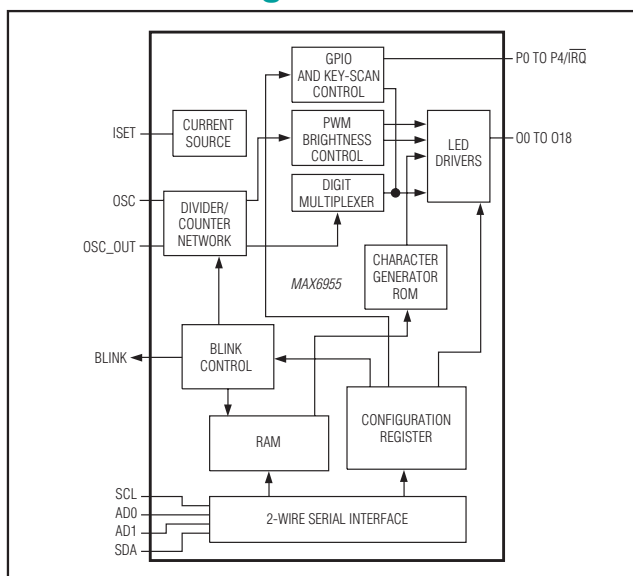 GPIO
AND KEY-SCAN
CONTROL
P0 TO P4/IRQ
ISET
CURRENT
SOURCE
PWM
BRIGHTNESS
CONTROL
LED
DRIVERS
O0 TO O18
OSC
OSC_OUT
DIVIDER/
COUNTER
NETWORK
DIGIT
MULTIPLEXER
MAX6955
CHARACTER
GENERATOR
ROM
BLINK
BLINK
CONTROL
RAM
CONFIGURATION
REGISTER
SCL
AD0
AD1
SDA
2-WIRE SERIAL INTERFACE